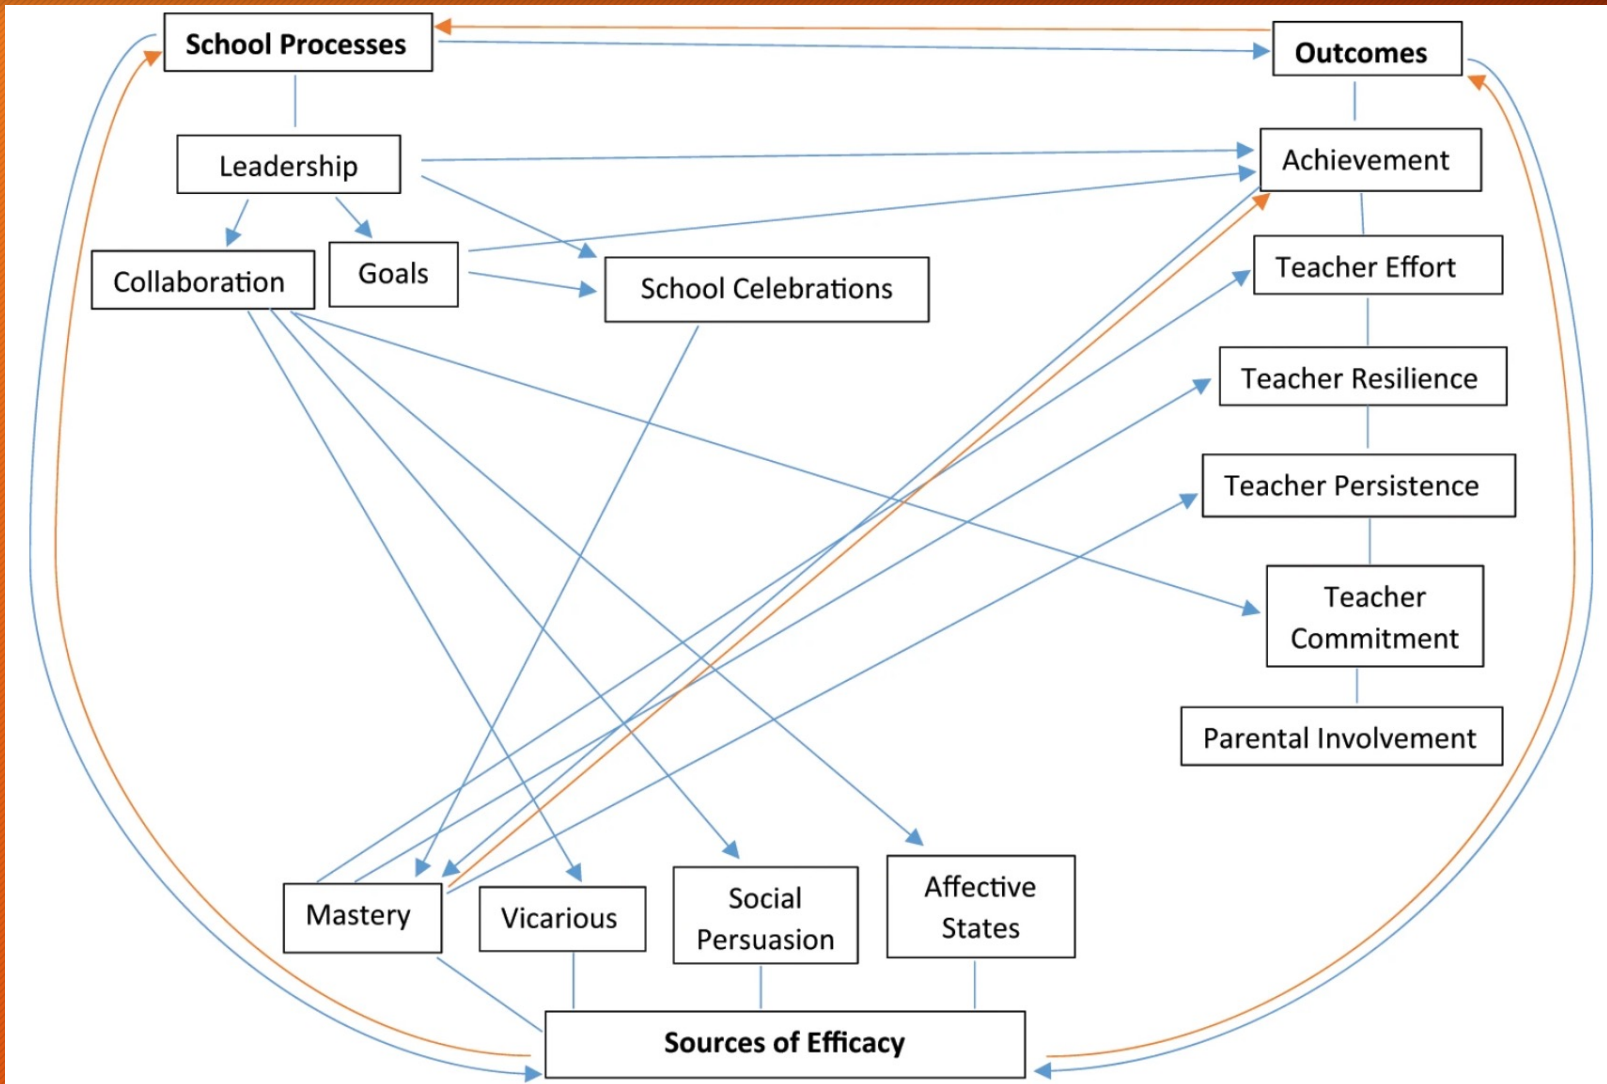 School Processes
Outcomes
Leadership
Achievement
Collaboration
Goals
School Celebrations
Teacher Effort
Teacher Resilience
Teacher Persistence
Teacher
Commitment
Parental Involvement
Mastery
Vicarious
Social
Persuasion
Affective
States
Sources of Efficacy